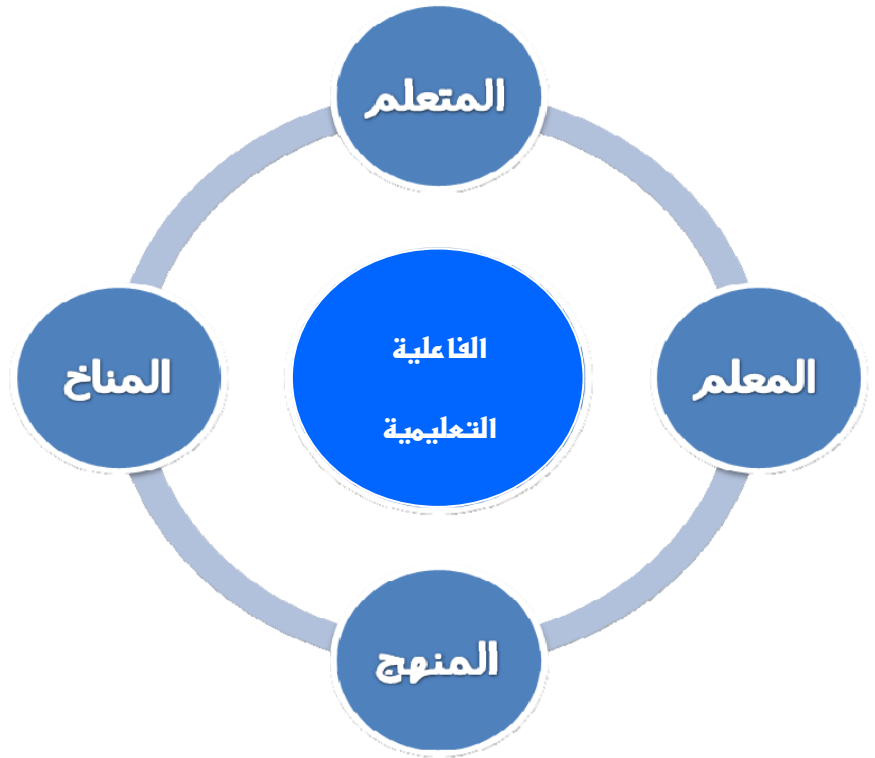 المتعلم
المعلم
الفاعلية
التعليمية
المناخ
المنهج